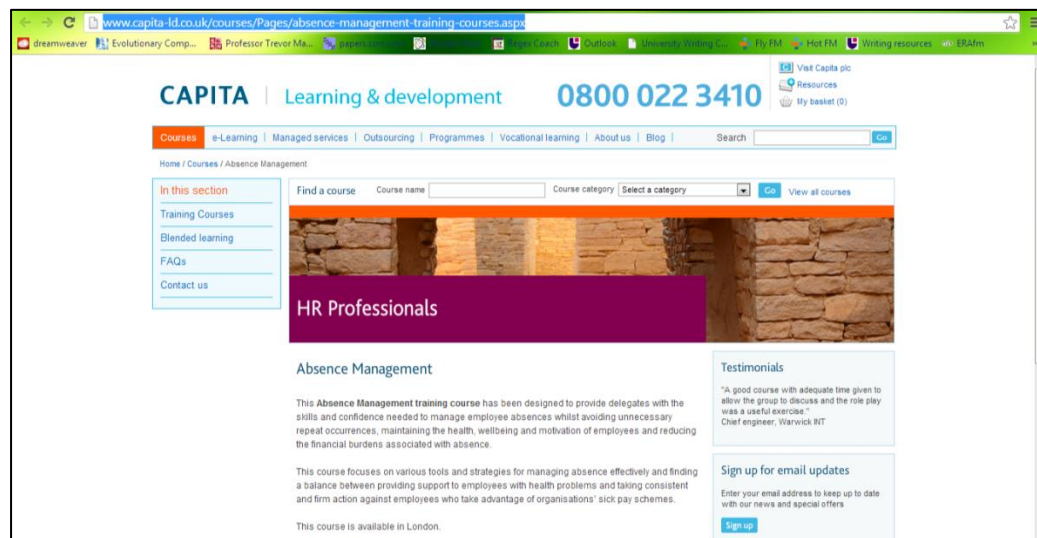 www.capita-ld.co.uk/courses/Pages/absence-management-training-courses.aspx
dreamweaver Evolutionary Comp... Professor Trevor Ma... Regex Coach Outlook University Writing C... Fly FM Hot FM Writing resources ERAfm
Visit Capita plc
Resources
My basket (0)
CAPITA Learning & development 0800 022 3410
Courses e-Learning | Managed services | Outsourcing | Programmes | Vocational learning | About us | Blog | Search Go
Home / Courses / Absence Management
In this section
Training Courses
Blended learning
FAQs
Contact us
Find a course Course name Course category Select a category Go View all courses
HR Professionals
Absence Management
This Absence Management training course has been designed to provide delegates with the
skills and confidence needed to manage employee absences whilst avoiding unnecessary
repeat occurrences, maintaining the health, wellbeing and motivation of employees and reducing
the financial burdens associated with absence.
This course focuses on various tools and strategies for managing absence effectively and finding
a balance between providing support to employees with health problems and taking consistent
and firm action against employees who take advantage of organisations' sick pay schemes.
This course is available in London.
Testimonials
"A good course with adequate time given to
allow the group to discuss and the role play
was a useful exercise."
Chief engineer, Warwick INT
Sign up for email updates
Enter your email address to keep up to date
with our news and special offers
Sign up